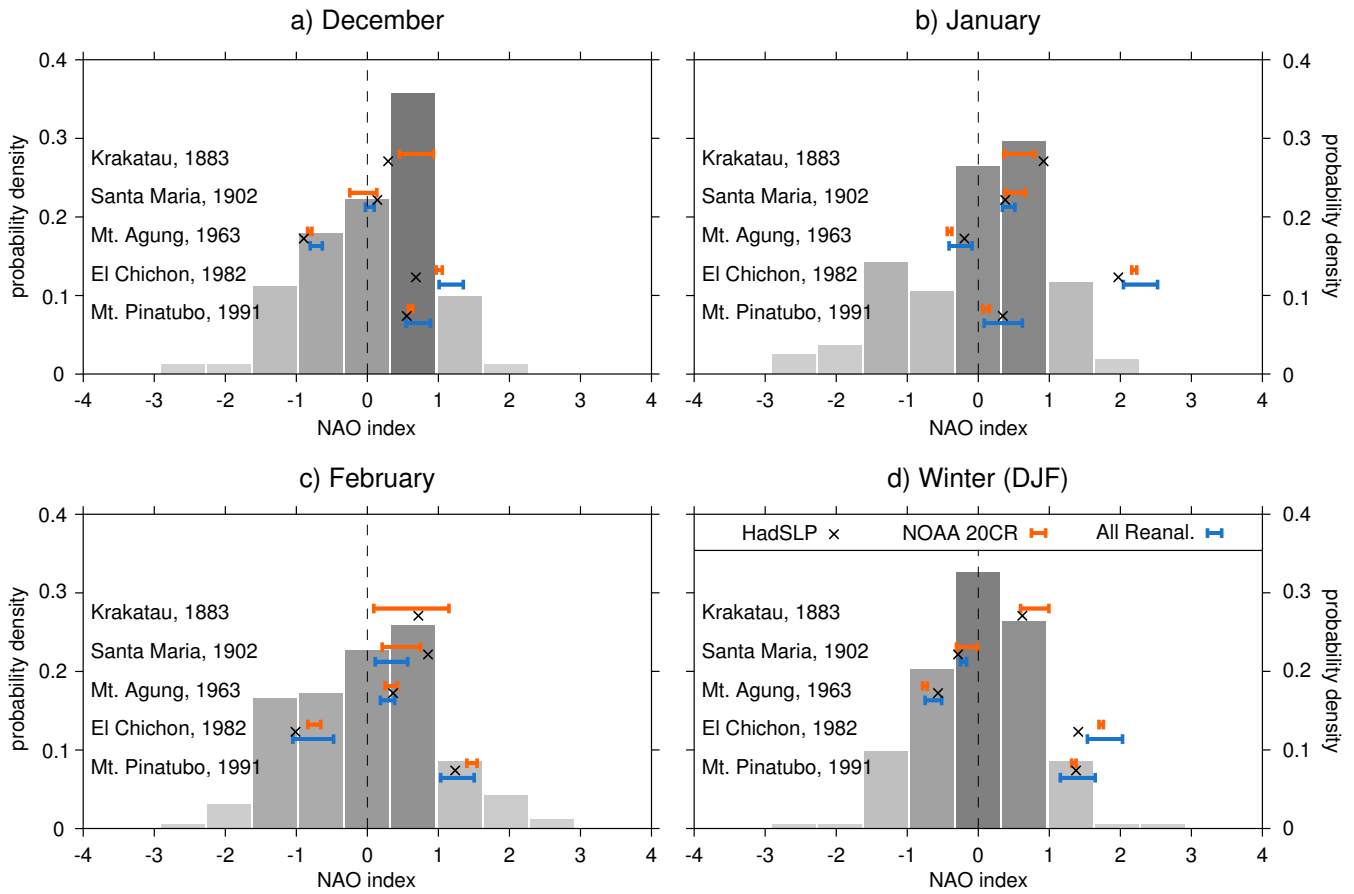 a) December
0.4
0.3
0.2
0.1
0
probability density
Krakatau, 1883
Santa Maria, 1902
Mt. Agung, 1963
El Chichon, 1982
Mt. Pinatubo, 1991
-4 -3 -2 -1 0 1 2 3 4
NAO index
b) January
0.4
0.3
0.2
0.1
0
probability density
Krakatau, 1883
Santa Maria, 1902
Mt. Agung, 1963
El Chichon, 1982
Mt. Pinatubo, 1991
-4 -3 -2 -1 0 1 2 3 4
NAO index
c) February
0.4
0.3
0.2
0.1
0
probability density
Krakatau, 1883
Santa Maria, 1902
Mt. Agung, 1963
El Chichon, 1982
Mt. Pinatubo, 1991
-4 -3 -2 -1 0 1 2 3 4
NAO index
d) Winter (DJF)
HadSLP NOAA 20CR All Reanal.
0.4
0.3
0.2
0.1
0
probability density
Krakatau, 1883
Santa Maria, 1902
Mt. Agung, 1963
El Chichon, 1982
Mt. Pinatubo, 1991
-4 -3 -2 -1 0 1 2 3 4
NAO index